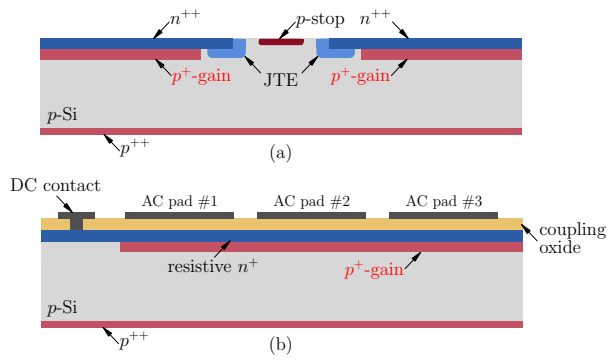 n++ p-stop n++
p+-gain JTE p+-gain
p-Si
p++
(a)
DC contact
AC pad #1 AC pad #2 AC pad #3
coupling
oxide
resistive n+
p+-gain
p-Si
p++
(b)